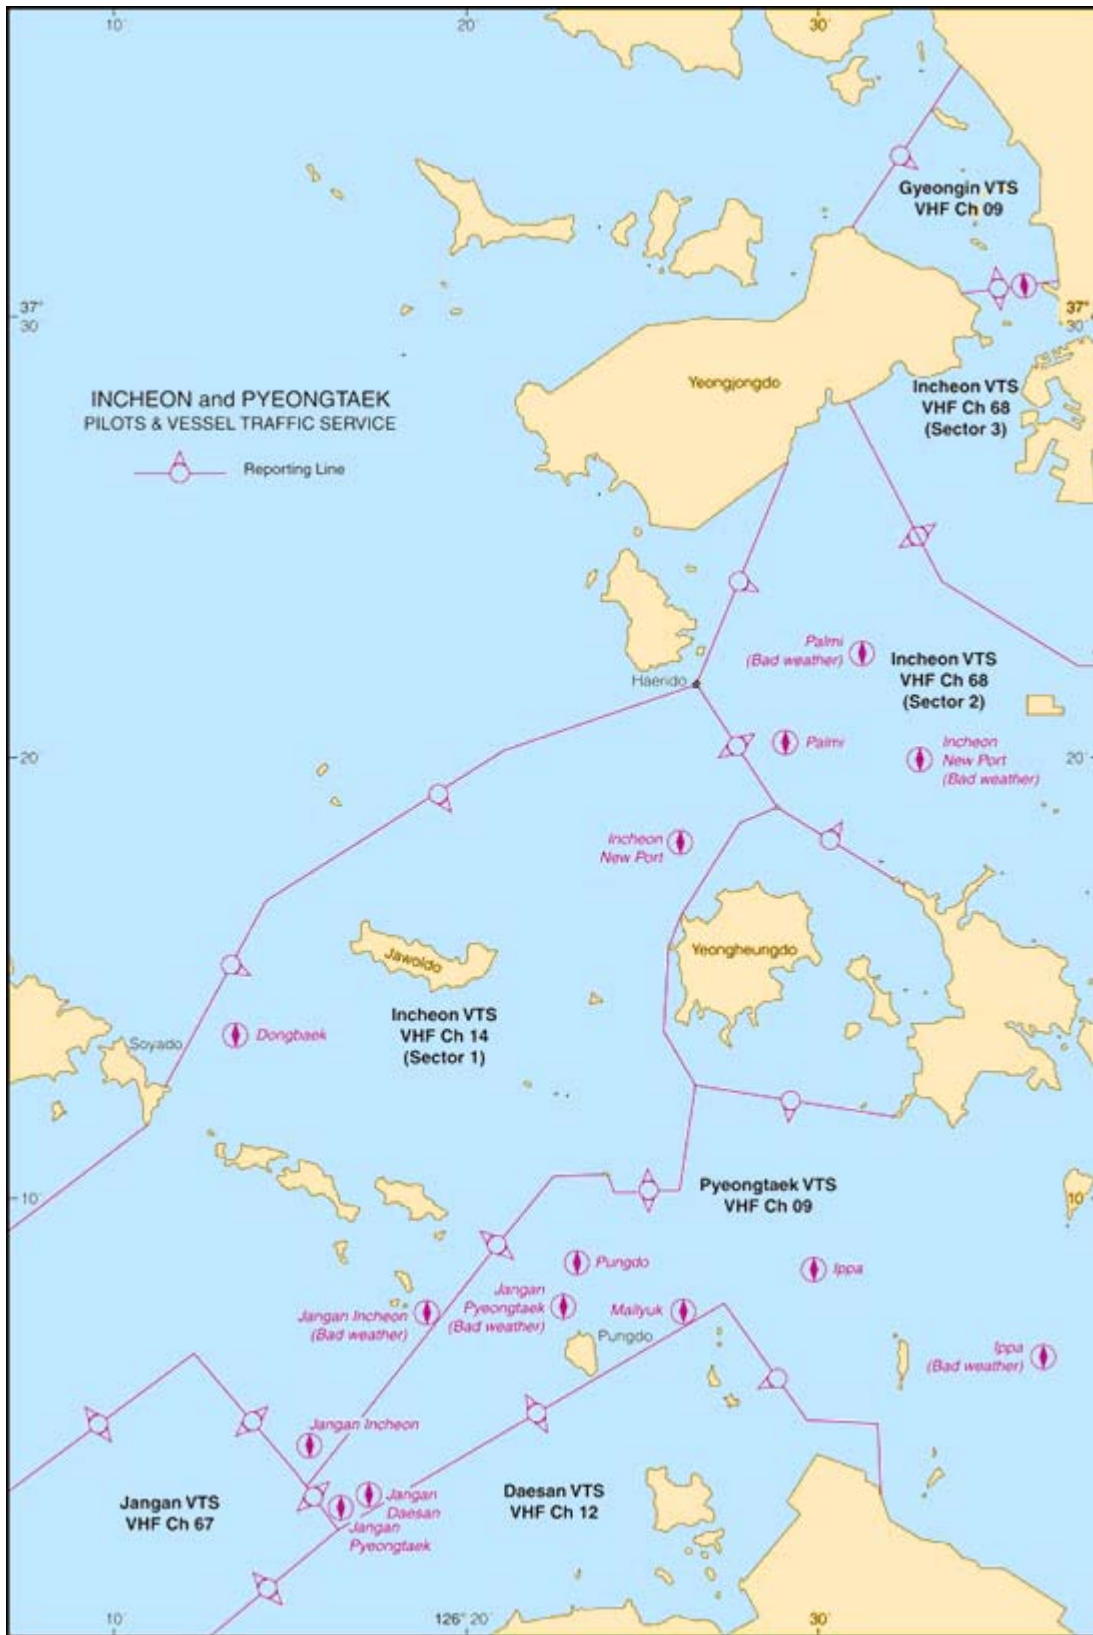 10'
20'
30'
Gyeongin VTS
VHF Ch 09
37°
30'
37°
30'
INCHEON and PYEONGTAEK
PILOTS & VESSEL TRAFFIC SERVICE
Reporting Line
Yeongjongdo
Incheon VTS
VHF Ch 68
(Sector 3)
Palmi
(Bad weather)
Incheon VTS
VHF Ch 68
(Sector 2)
Haerido
Palmi
Incheon
New Port
(Bad weather)
20'
20'
Incheon
New Port
Jawoldo
Yeongheungdo
Incheon VTS
VHF Ch 14
(Sector 1)
Soyado
Dongbaek
10'
10'
Pyeongtaek VTS
VHF Ch 09
Pungdo
Ippa
Jangan
Pyeongtaek
(Bad weather)
Jangan Incheon
(Bad weather)
Mallyuk
Pungdo
Ippa
(Bad weather)
Jangan Incheon
Jangan VTS
VHF Ch 67
Jangan
Daesan
Jangan
Pyeongtaek
Daesan VTS
VHF Ch 12
10'
126° 20'
30'